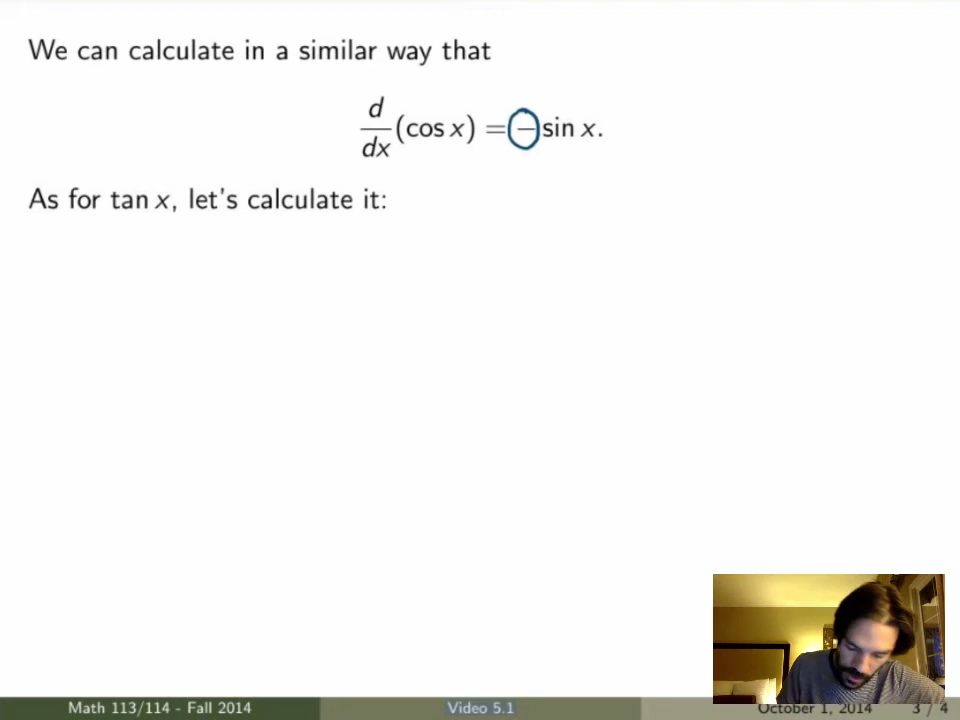 We can calculate in a similar way that
d/dx (cos x) = − sin x.
As for tan x, let's calculate it:
Math 113/114 - Fall 2014 Video 5.1 October 1, 2014 3 / 4